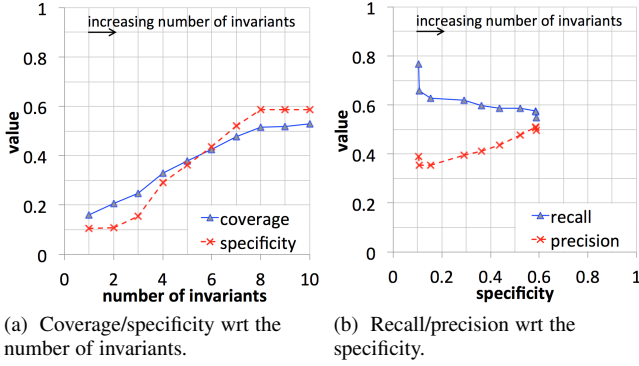 increasing number of invariants
1
0.8
0.6
0.4
0.2
0
value
coverage
specificity
0 2 4 6 8 10
number of invariants
(a) Coverage/specificity wrt the
number of invariants.
increasing number of invariants
1
0.8
0.6
0.4
0.2
0
value
recall
precision
0 0.2 0.4 0.6 0.8 1
specificity
(b) Recall/precision wrt the
specificity.